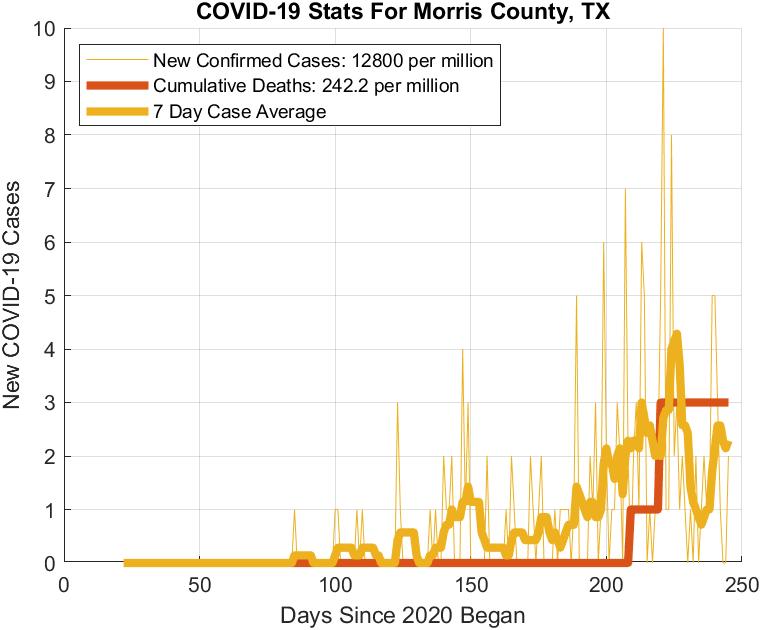 COVID-19 Stats For Morris County, TX
New Confirmed Cases: 12800 per million
Cumulative Deaths: 242.2 per million
7 Day Case Average
New COVID-19 Cases
10
9
8
7
6
5
4
3
2
1
0
0 50 100 150 200 250
Days Since 2020 Began